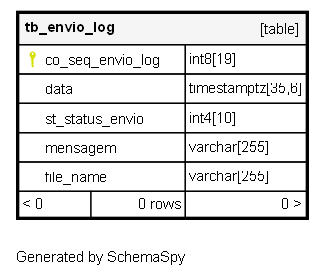 tb_envio_log [table]
co_seq_envio_log int8[19]
data timestamptz[35,6]
st_status_envio int4[10]
mensagem varchar[255]
file_name varchar[255]
< 0 0 rows 0 >
Generated by SchemaSpy